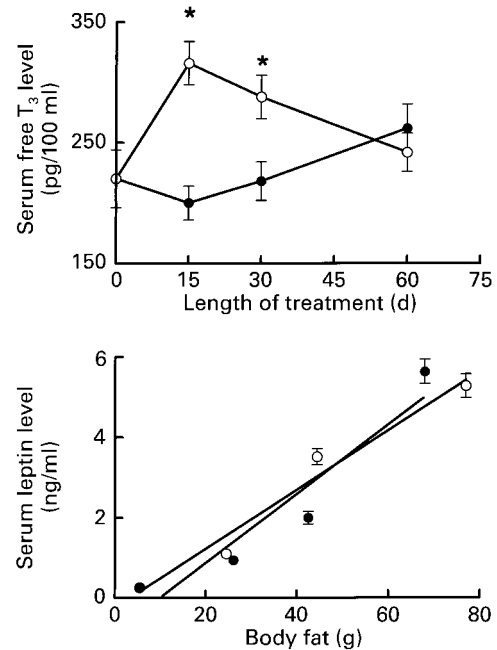 *
*
350
250
150
Serum free T₃ level
(pg/100 ml)
0 15 30 45 60 75
Length of treatment (d)
6
4
2
0
Serum leptin level
(ng/ml)
0 20 40 60 80
Body fat (g)